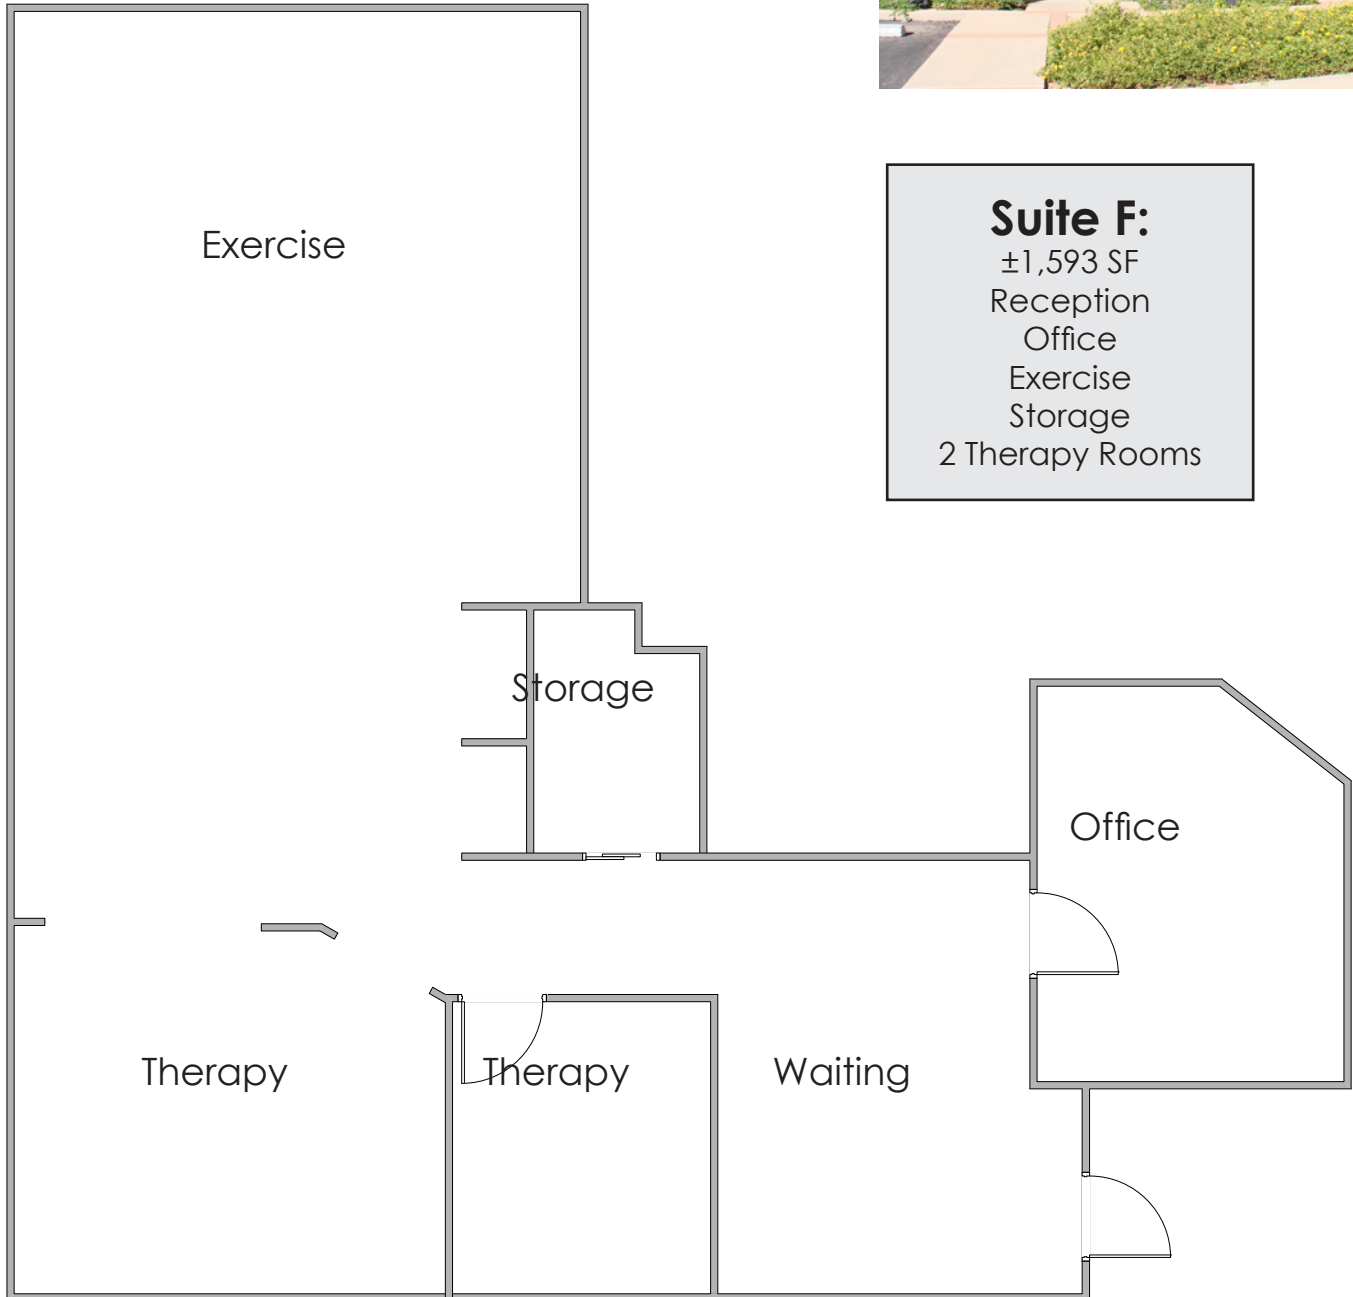 Exercise
Suite F:
±1,593 SF
Reception
Office
Exercise
Storage
2 Therapy Rooms
Storage
Office
Therapy
Therapy
Waiting